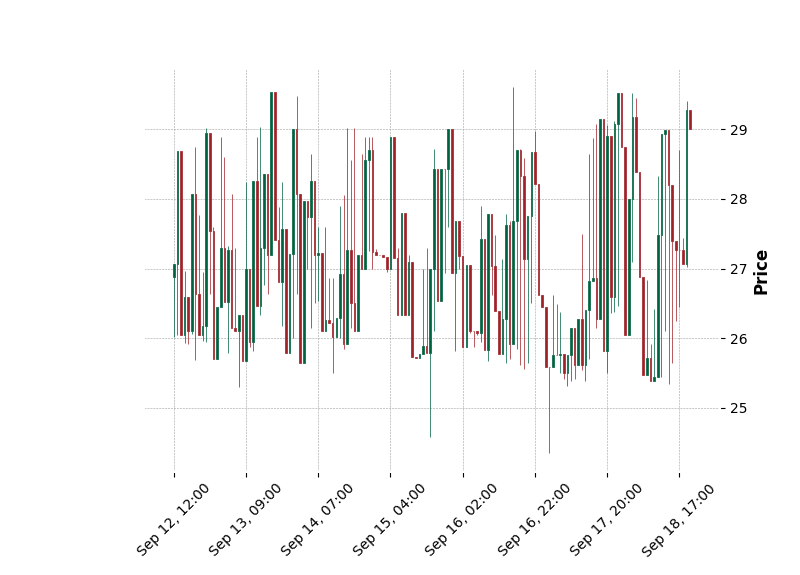 29
28
27
26
25
Price
Sep 12, 12:00
Sep 13, 09:00
Sep 14, 07:00
Sep 15, 04:00
Sep 16, 02:00
Sep 16, 22:00
Sep 17, 20:00
Sep 18, 17:00